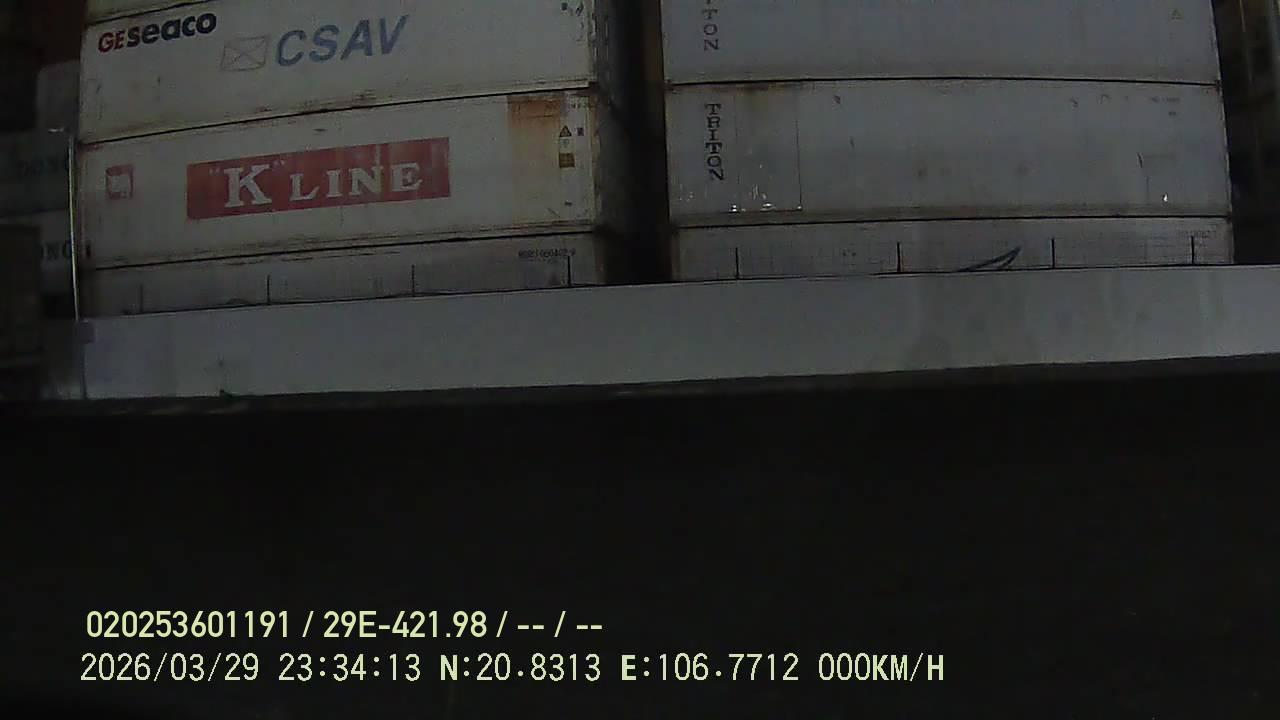 GEseaco
CSAV
"K" LINE
TRITON
TRITON
DONG
020253601191 / 29E-421.98 / -- / --
2026/03/29 23:34:13 N:20.8313 E:106.7712 000KM/H